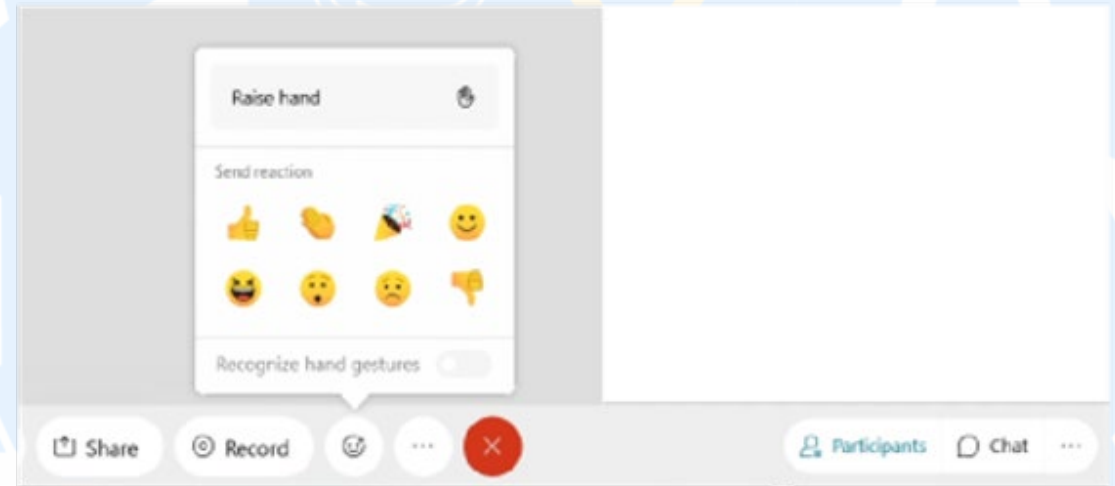 Raise hand
Send reaction
Recognize hand gestures
Share Record Participants Chat